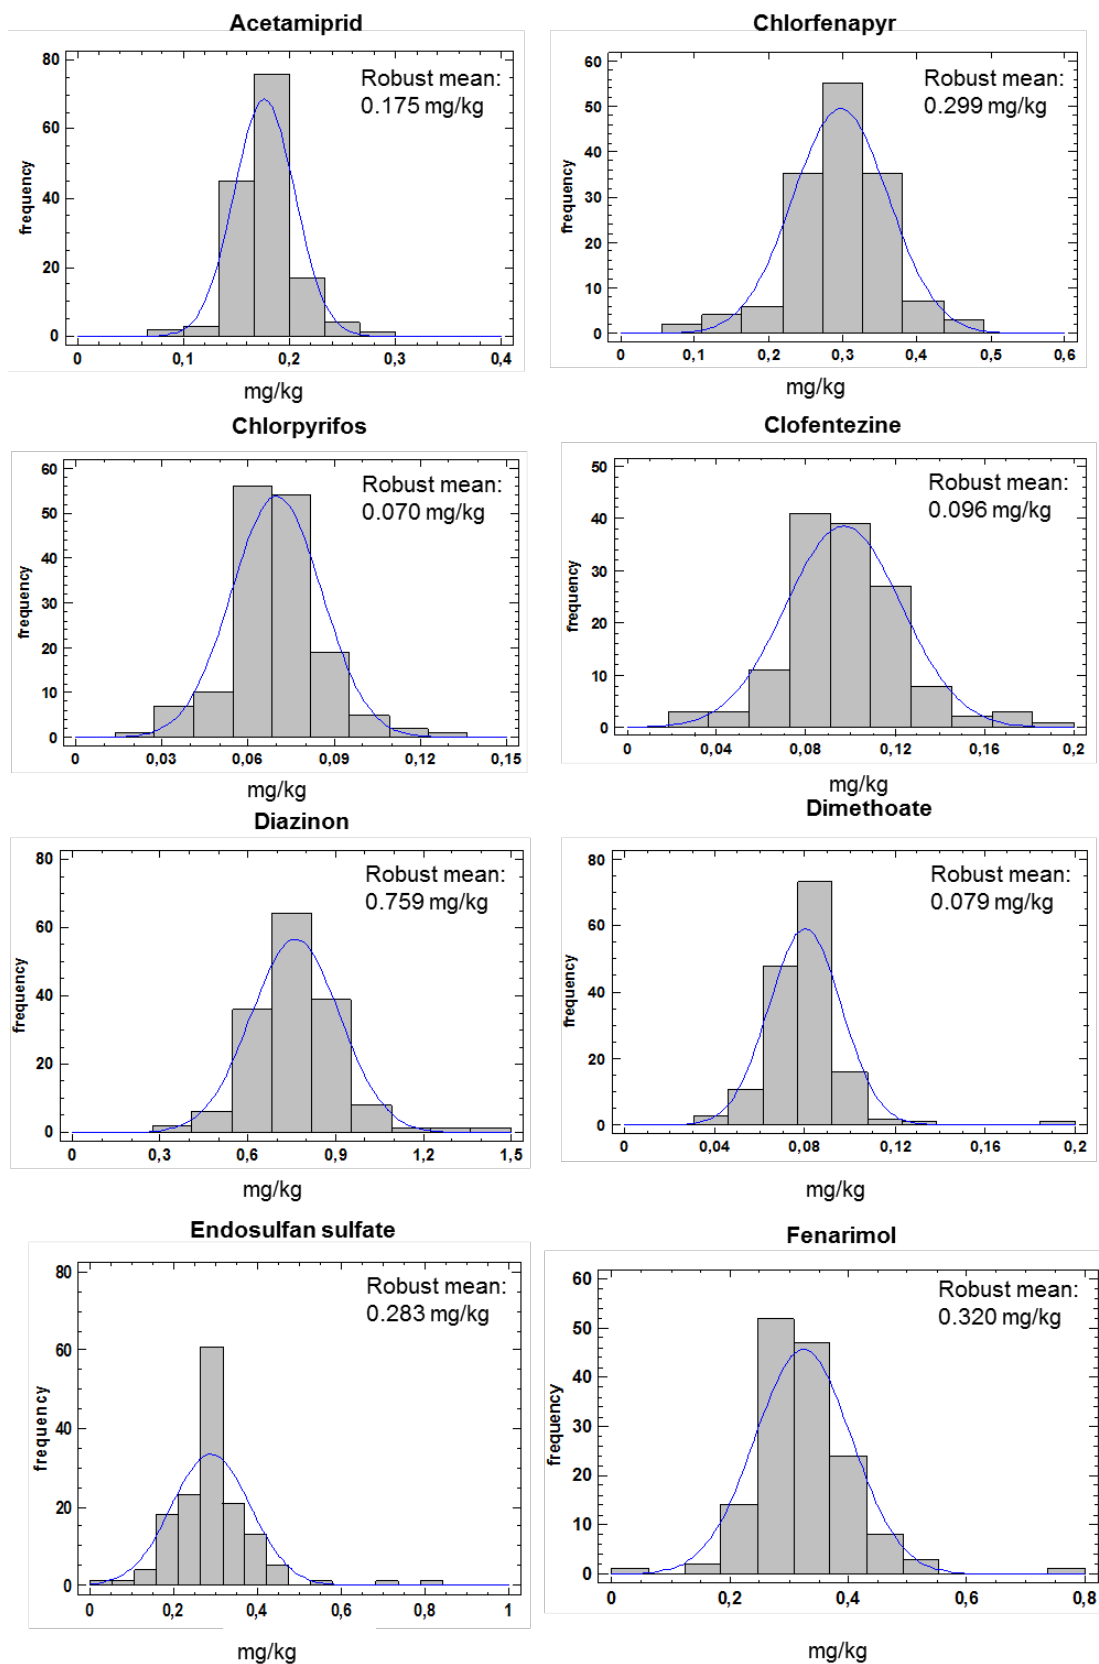 Acetamiprid
Robust mean:
0.175 mg/kg
frequency
80
60
40
20
0
0 0,1 0,2 0,3 0,4
mg/kg
Chlorfenapyr
Robust mean:
0.299 mg/kg
frequency
60
50
40
30
20
10
0
0 0,1 0,2 0,3 0,4 0,5 0,6
mg/kg
Chlorpyrifos
Robust mean:
0.070 mg/kg
frequency
60
50
40
30
20
10
0
0 0,03 0,06 0,09 0,12 0,15
mg/kg
Clofentezine
Robust mean:
0.096 mg/kg
frequency
50
40
30
20
10
0
0 0,04 0,08 0,12 0,16 0,2
mg/kg
Diazinon
Robust mean:
0.759 mg/kg
frequency
80
60
40
20
0
0 0,3 0,6 0,9 1,2 1,5
mg/kg
Dimethoate
Robust mean:
0.079 mg/kg
frequency
80
60
40
20
0
0 0,04 0,08 0,12 0,16 0,2
mg/kg
Endosulfan sulfate
Robust mean:
0.283 mg/kg
frequency
80
60
40
20
0
0 0,2 0,4 0,6 0,8 1
mg/kg
Fenarimol
Robust mean:
0.320 mg/kg
frequency
60
50
40
30
20
10
0
0 0,2 0,4 0,6 0,8
mg/kg